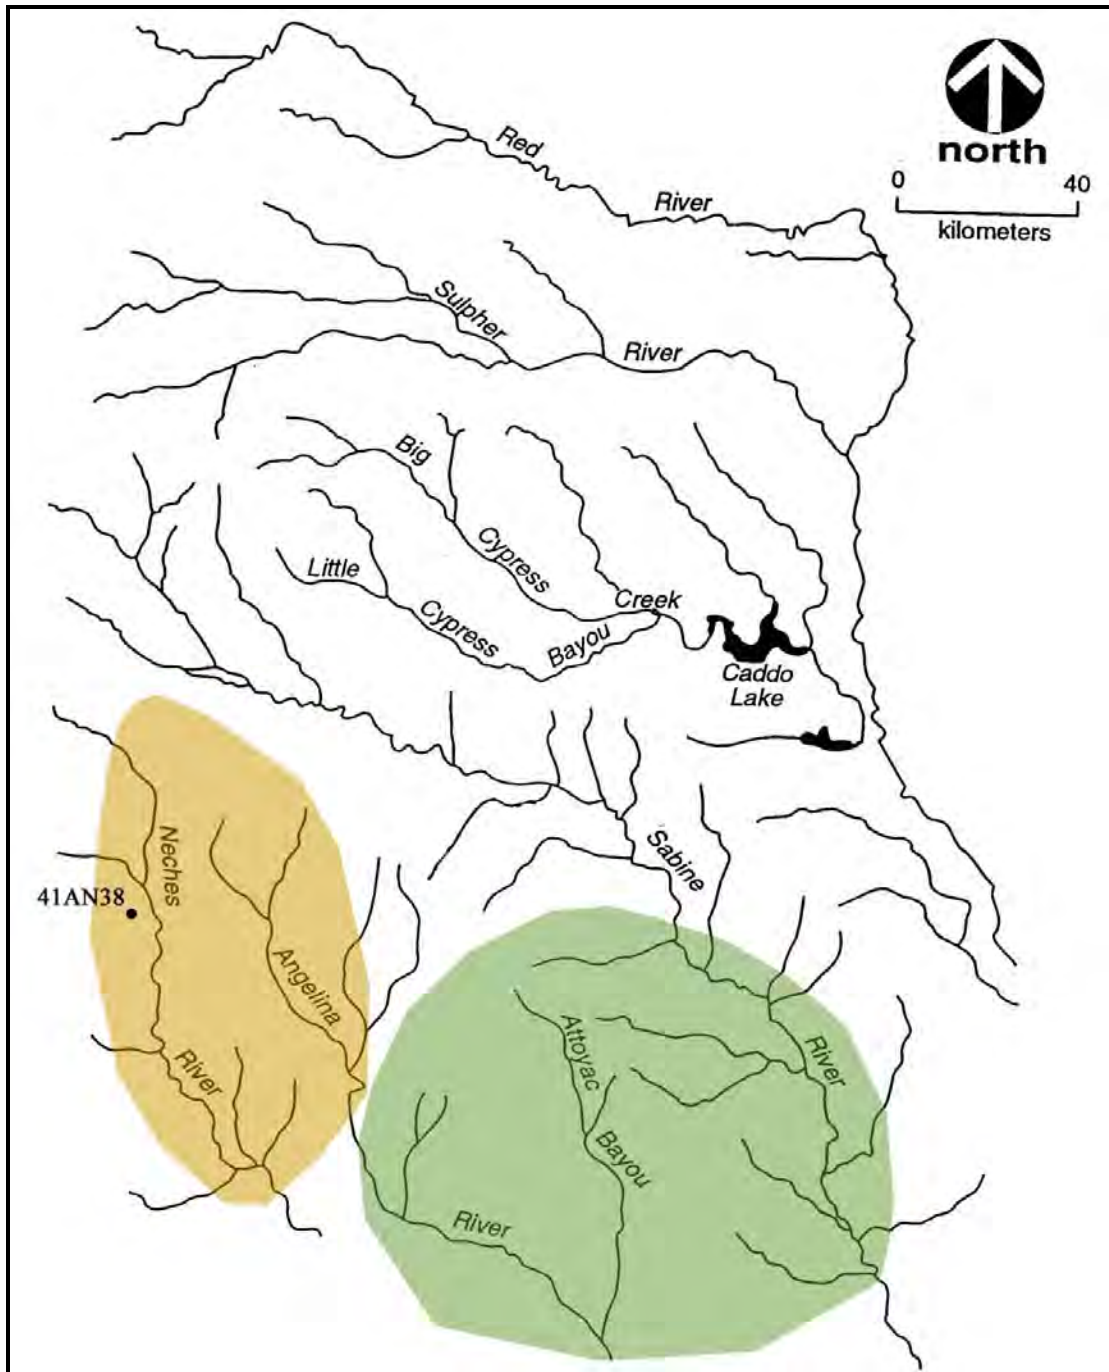 Red
River
north
0 40
kilometers
Sulpher
River
Big
Cypress
Creek
Little
Cypress
Bayou
Caddo
Lake
Neches
River
41AN38
Angelina
River
Sabine
River
Attoyac
Bayou